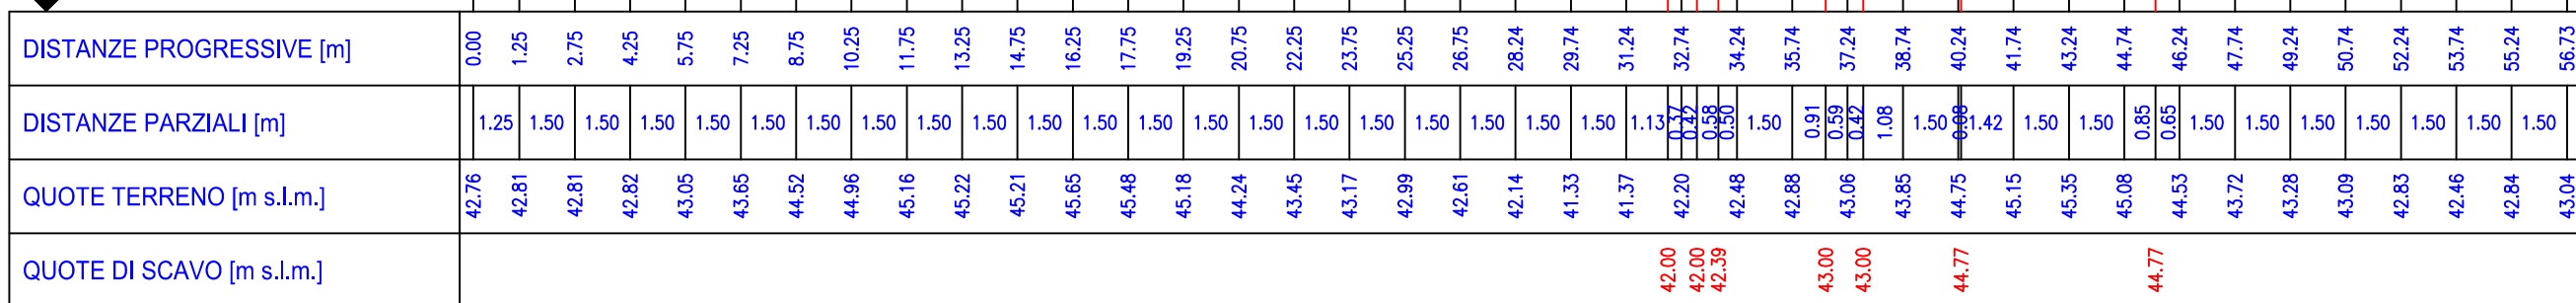 DISTANZE PROGRESSIVE [m] 0.00 1.25 2.75 4.25 5.75 7.25 8.75 10.25 11.75 13.25 14.75 16.25 17.75 19.25 20.75 22.25 23.75 25.25 26.75 28.24 29.74 31.24 32.74 34.24 35.74 37.24 38.74 40.24 41.74 43.24 44.74 46.24 47.74 49.24 50.74 52.24 53.74 55.24 56.73
DISTANZE PARZIALI [m] 1.25 1.50 1.50 1.50 1.50 1.50 1.50 1.50 1.50 1.50 1.50 1.50 1.50 1.50 1.50 1.50 1.50 1.50 1.50 1.50 1.50 1.13 0.37 0.42 0.58 0.50 1.50 0.91 0.59 0.42 1.08 1.50 0.08 1.42 1.50 1.50 0.85 0.65 1.50 1.50 1.50 1.50 1.50 1.50 1.50
QUOTE TERRENO [m s.l.m.] 42.76 42.81 42.81 42.82 43.05 43.65 44.52 44.96 45.16 45.22 45.21 45.65 45.48 45.18 44.24 43.45 43.17 42.99 42.61 42.14 41.33 41.37 42.20 42.48 42.88 43.06 43.85 44.75 45.15 45.35 45.08 44.53 43.72 43.28 43.09 42.83 42.46 42.84 43.04
QUOTE DI SCAVO [m s.l.m.] 42.00 42.00 42.39 43.00 43.00 44.77 44.77